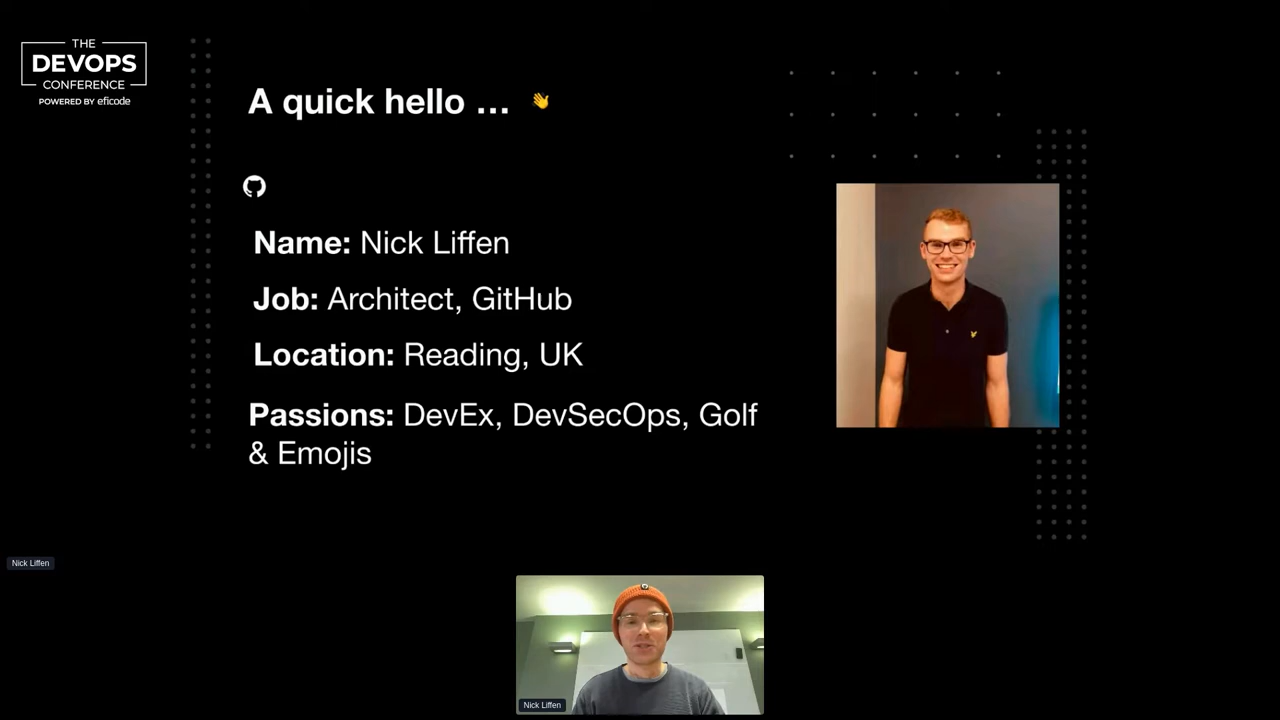 THE
DEVOPS
CONFERENCE
POWERED BY eficode
A quick hello ... 👋
Name: Nick Liffen
Job: Architect, GitHub
Location: Reading, UK
Passions: DevEx, DevSecOps, Golf
& Emojis
Nick Liffen
Nick Liffen